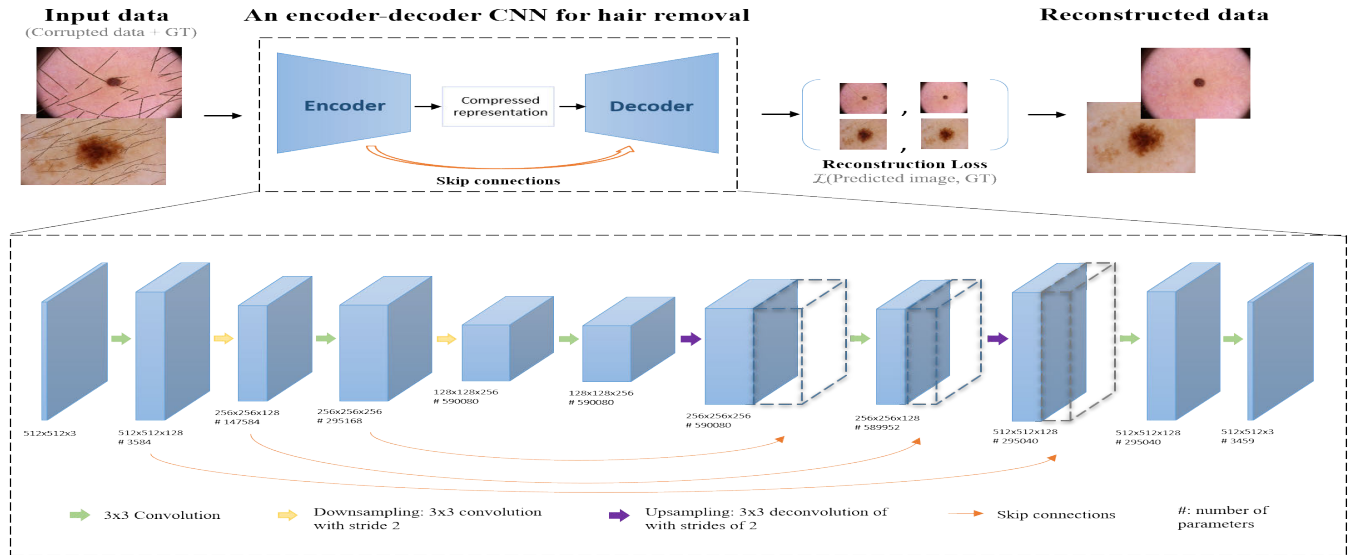 Input data
(Corrupted data + GT)
An encoder-decoder CNN for hair removal
Reconstructed data
Encoder
Compressed
representation
Decoder
Skip connections
,
,
Reconstruction Loss
ℒ(Predicted image, GT)
512x512x3
512x512x128
# 3584
256x256x128
# 147584
256x256x256
# 295168
128x128x256
# 590080
128x128x256
# 590080
256x256x256
# 590080
256x256x128
# 589952
512x512x128
# 295040
512x512x128
# 295040
512x512x3
# 3459
3x3 Convolution
Downsampling: 3x3 convolution
with stride 2
Upsampling: 3x3 deconvolution of
with strides of 2
Skip connections
#: number of
parameters